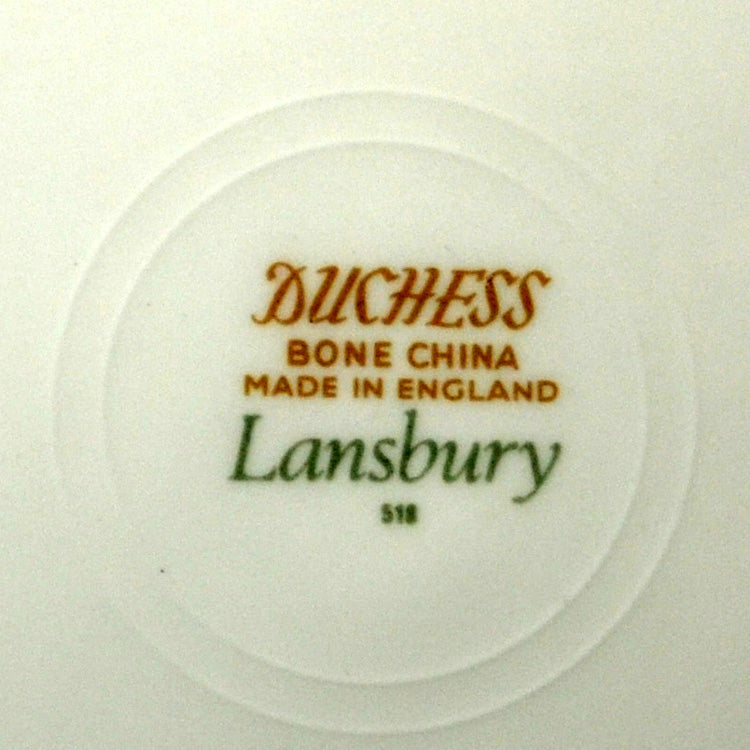 DUCHESS
BONE CHINA
MADE IN ENGLAND
Lansbury
518